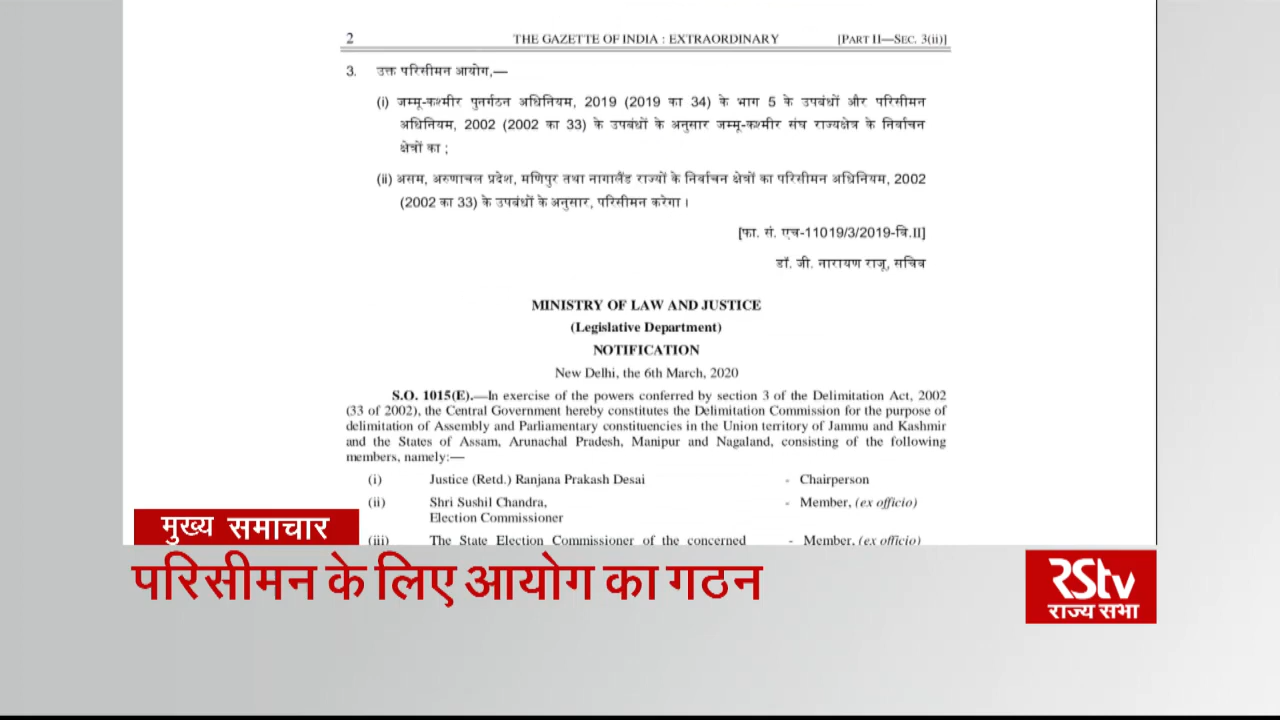 2 THE GAZETTE OF INDIA : EXTRAORDINARY [PART II—SEC. 3(ii)]
3. उक्त परिसीमन आयोग,—
(i) जम्मू-कश्मीर पुनर्गठन अधिनियम, 2019 (2019 का 34) के भाग 5 के उपबंधों और परिसीमन
अधिनियम, 2002 (2002 का 33) के उपबंधों के अनुसार जम्मू-कश्मीर संघ राज्यक्षेत्र के निर्वाचन
क्षेत्रों का ;
(ii) असम, अरुणाचल प्रदेश, मणिपुर तथा नागालैंड राज्यों के निर्वाचन क्षेत्रों का परिसीमन अधिनियम, 2002
(2002 का 33) के उपबंधों के अनुसार, परिसीमन करेगा ।
[फा. सं. एच-11019/3/2019-वि.II]
डॉ. जी. नारायण राजू, सचिव
MINISTRY OF LAW AND JUSTICE
(Legislative Department)
NOTIFICATION
New Delhi, the 6th March, 2020
S.O. 1015(E).—In exercise of the powers conferred by section 3 of the Delimitation Act, 2002
(33 of 2002), the Central Government hereby constitutes the Delimitation Commission for the purpose of
delimitation of Assembly and Parliamentary constituencies in the Union territory of Jammu and Kashmir
and the States of Assam, Arunachal Pradesh, Manipur and Nagaland, consisting of the following
members, namely:—
(i) Justice (Retd.) Ranjana Prakash Desai - Chairperson
(ii) Shri Sushil Chandra, - Member, (ex officio)
Election Commissioner
(iii) The State Election Commissioner of the concerned - Member, (ex officio)
मुख्य समाचार
परिसीमन के लिए आयोग का गठन
RStv
राज्य सभा